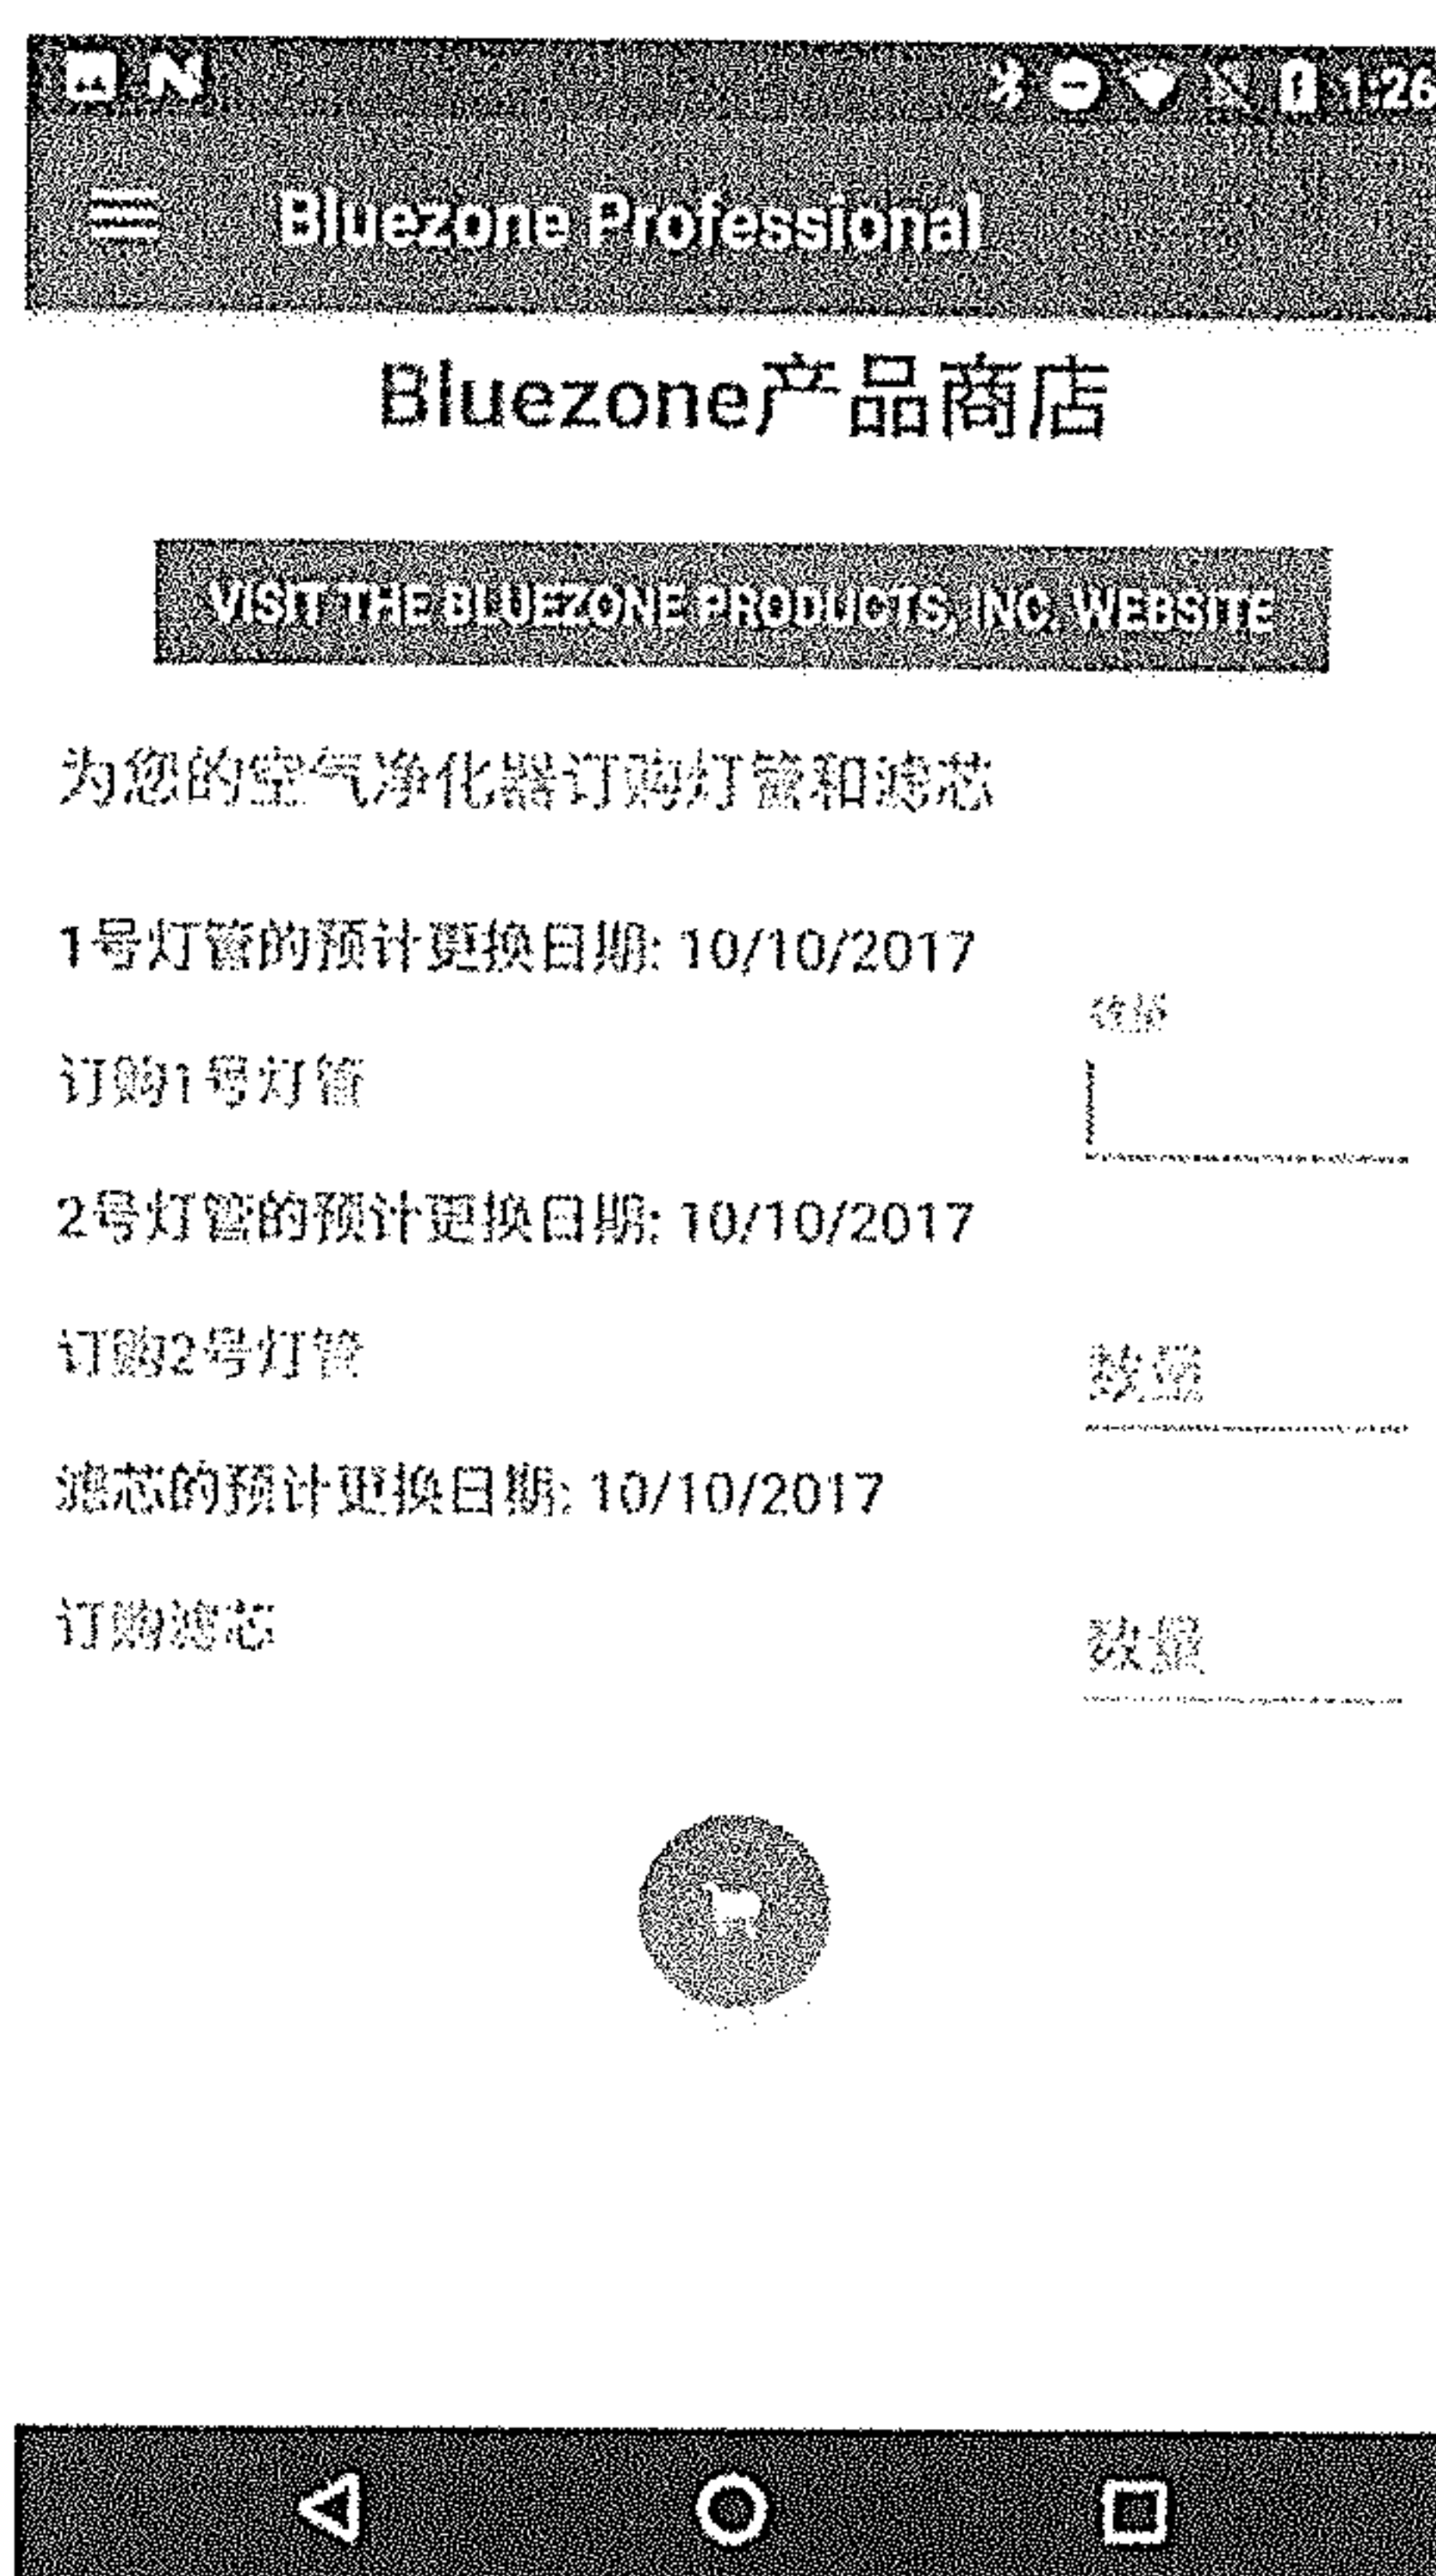 1:26
Bluezone Professional
Bluezone产品商店
VISIT THE BLUEZONE PRODUCTS, INC. WEBSITE
为您的空气净化器订购灯管和滤芯
1号灯管的预计更换日期: 10/10/2017
数量
订购1号灯管
2号灯管的预计更换日期: 10/10/2017
订购2号灯管
数量
滤芯的预计更换日期: 10/10/2017
订购滤芯
数量